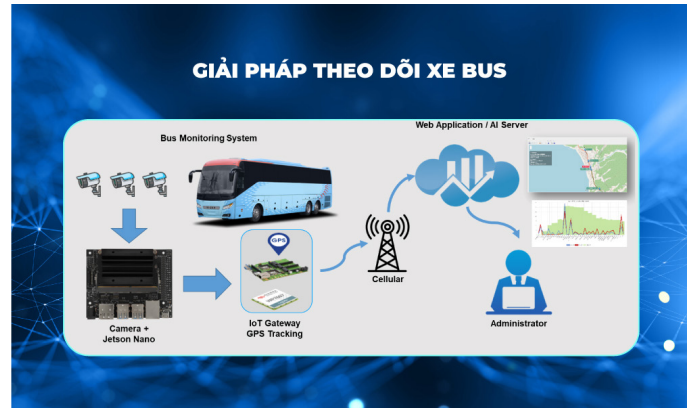 GIẢI PHÁP THEO DÕI XE BUS
Web Application / AI Server
Bus Monitoring System
GPS
Cellular
Camera +
Jetson Nano
IoT Gateway
GPS Tracking
Administrator